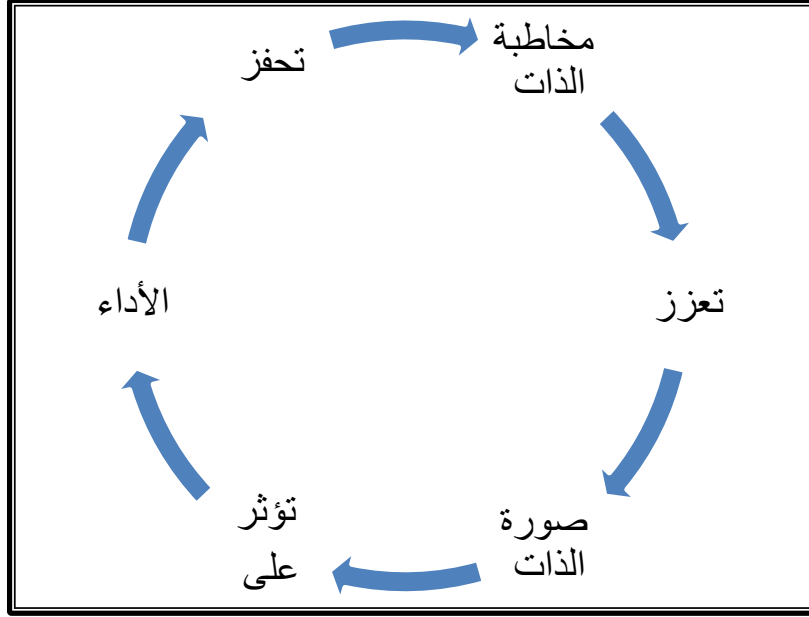 مخاطبة
الذات
تعزز
صورة
الذات
تؤثر
على
الأداء
تحفز